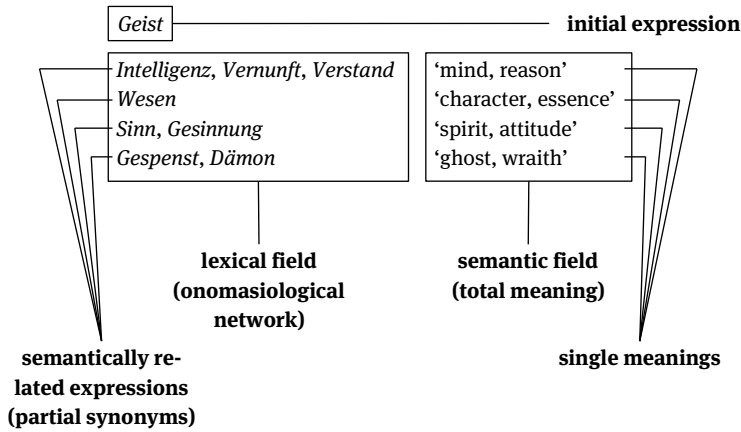 Geist
initial expression
Intelligenz, Vernunft, Verstand
Wesen
Sinn, Gesinnung
Gespenst, Dämon
‘mind, reason’
‘character, essence’
‘spirit, attitude’
‘ghost, wraith’
lexical field
(onomasiological
network)
semantic field
(total meaning)
semantically re-
lated expressions
(partial synonyms)
single meanings